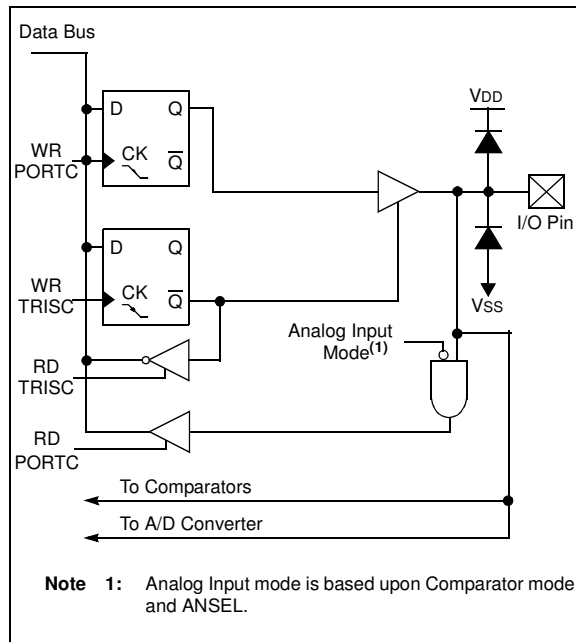 Data Bus
D Q
WR
PORTC
CK Q
VDD
I/O Pin
VSS
D Q
WR
TRISC
CK Q
Analog Input
Mode(1)
RD
TRISC
RD
PORTC
To Comparators
To A/D Converter
Note 1: Analog Input mode is based upon Comparator mode
and ANSEL.